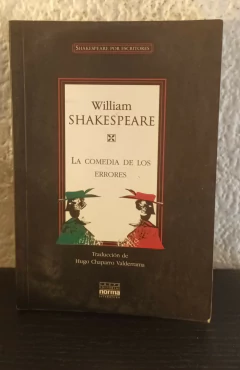 SHAKESPEARE POR ESCRITORES
William
SHAKESPEARE
LA COMEDIA DE LOS
ERRORES
Traducción de
Hugo Chaparro Valderrama
norma